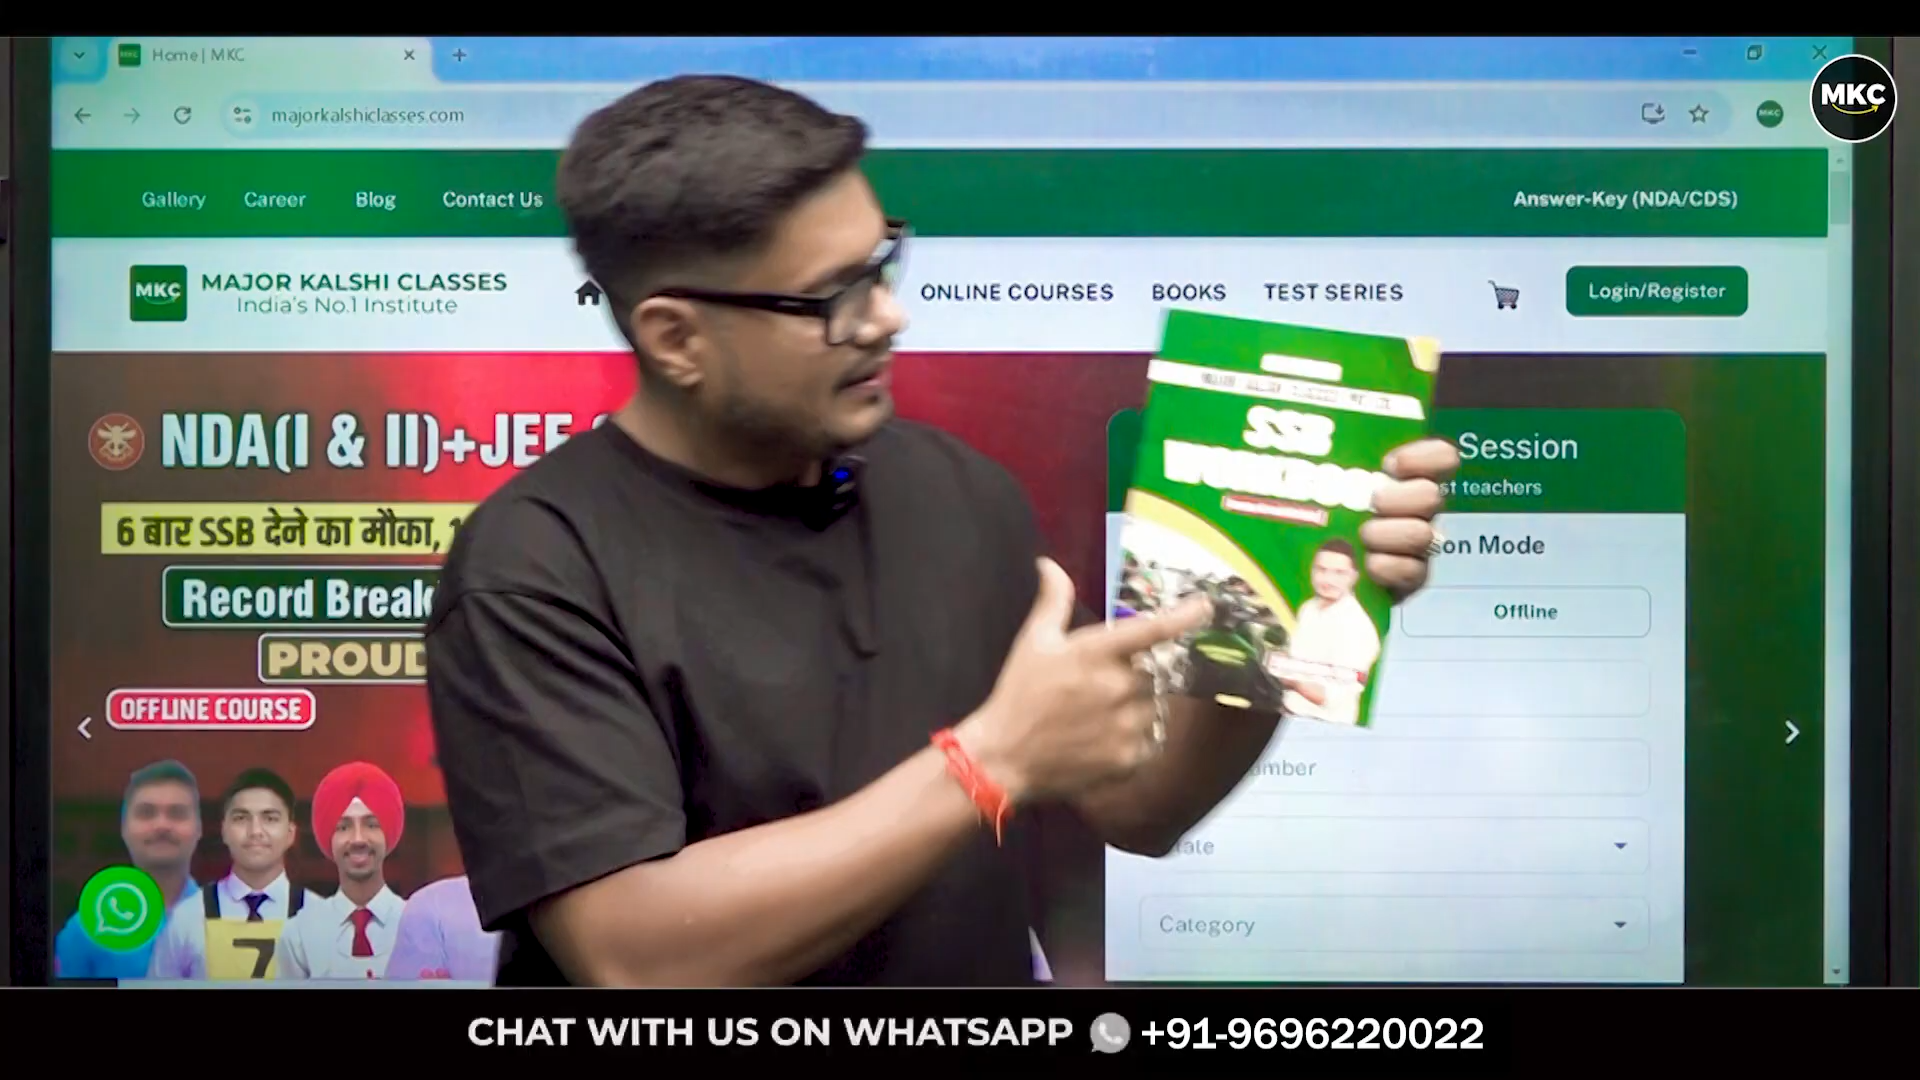 Home | MKC
majorkalshiclasses.com
MKC
Gallery Career Blog Contact Us
Answer-Key (NDA/CDS)
MKC
MAJOR KALSHI CLASSES
India's No.1 Institute
ONLINE COURSES BOOKS TEST SERIES
Login/Register
NDA(I & II)+JEE
6 बार SSB देने का मौका,
Record Break
PROUD
OFFLINE COURSE
7
SSB
WORKBOOK
Session
st teachers
on Mode
Offline
mber
ate
Category
CHAT WITH US ON WHATSAPP +91-9696220022